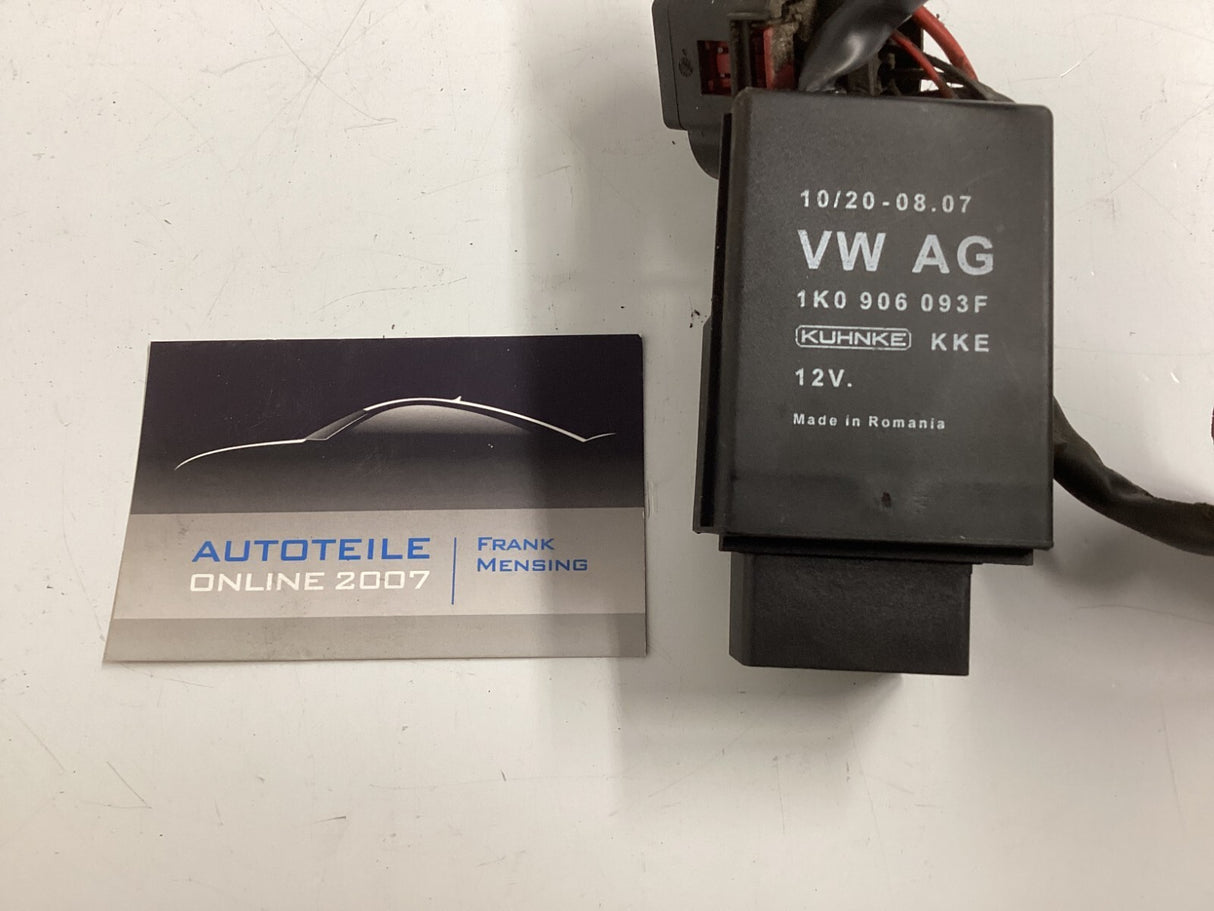 10/20-08.07
VW AG
1K0 906 093F
KUHNKE KKE
12V.
Made in Romania
AUTOTEILE
ONLINE 2007
FRANK
MENSING